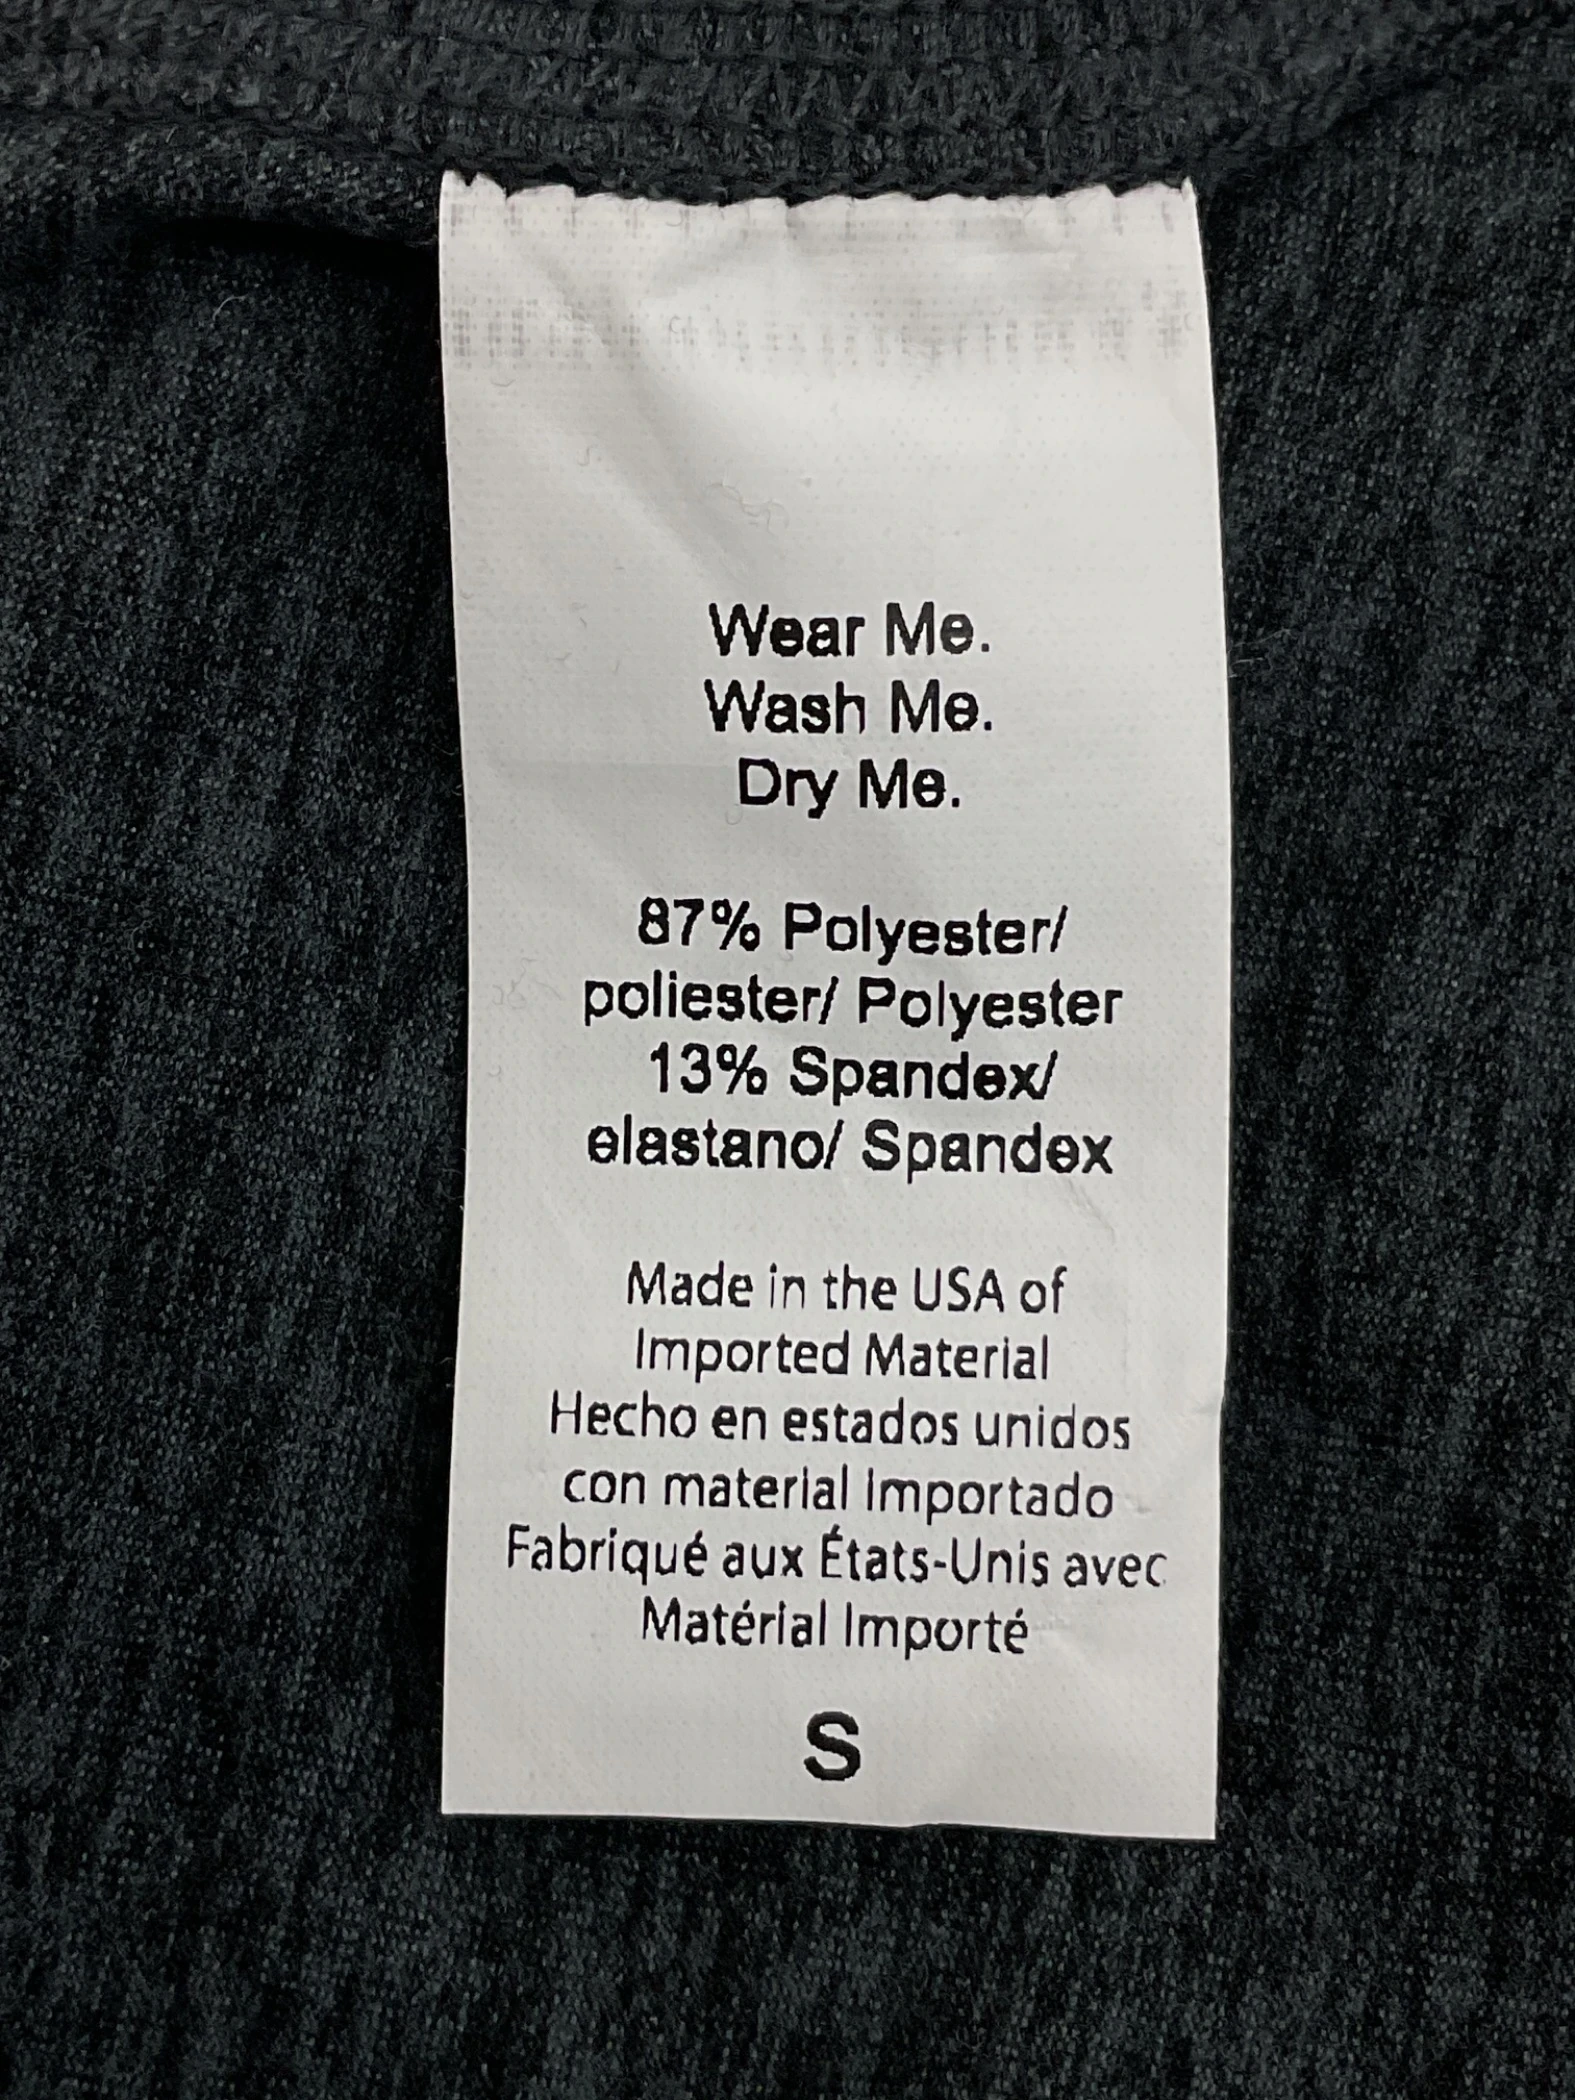 Wear Me.
Wash Me.
Dry Me.
87% Polyester/
poliester/ Polyester
13% Spandex/
elastano/ Spandex
Made in the USA of
Imported Material
Hecho en estados unidos
con material Importado
Fabriqué aux États-Unis avec
Matérial Importé
S